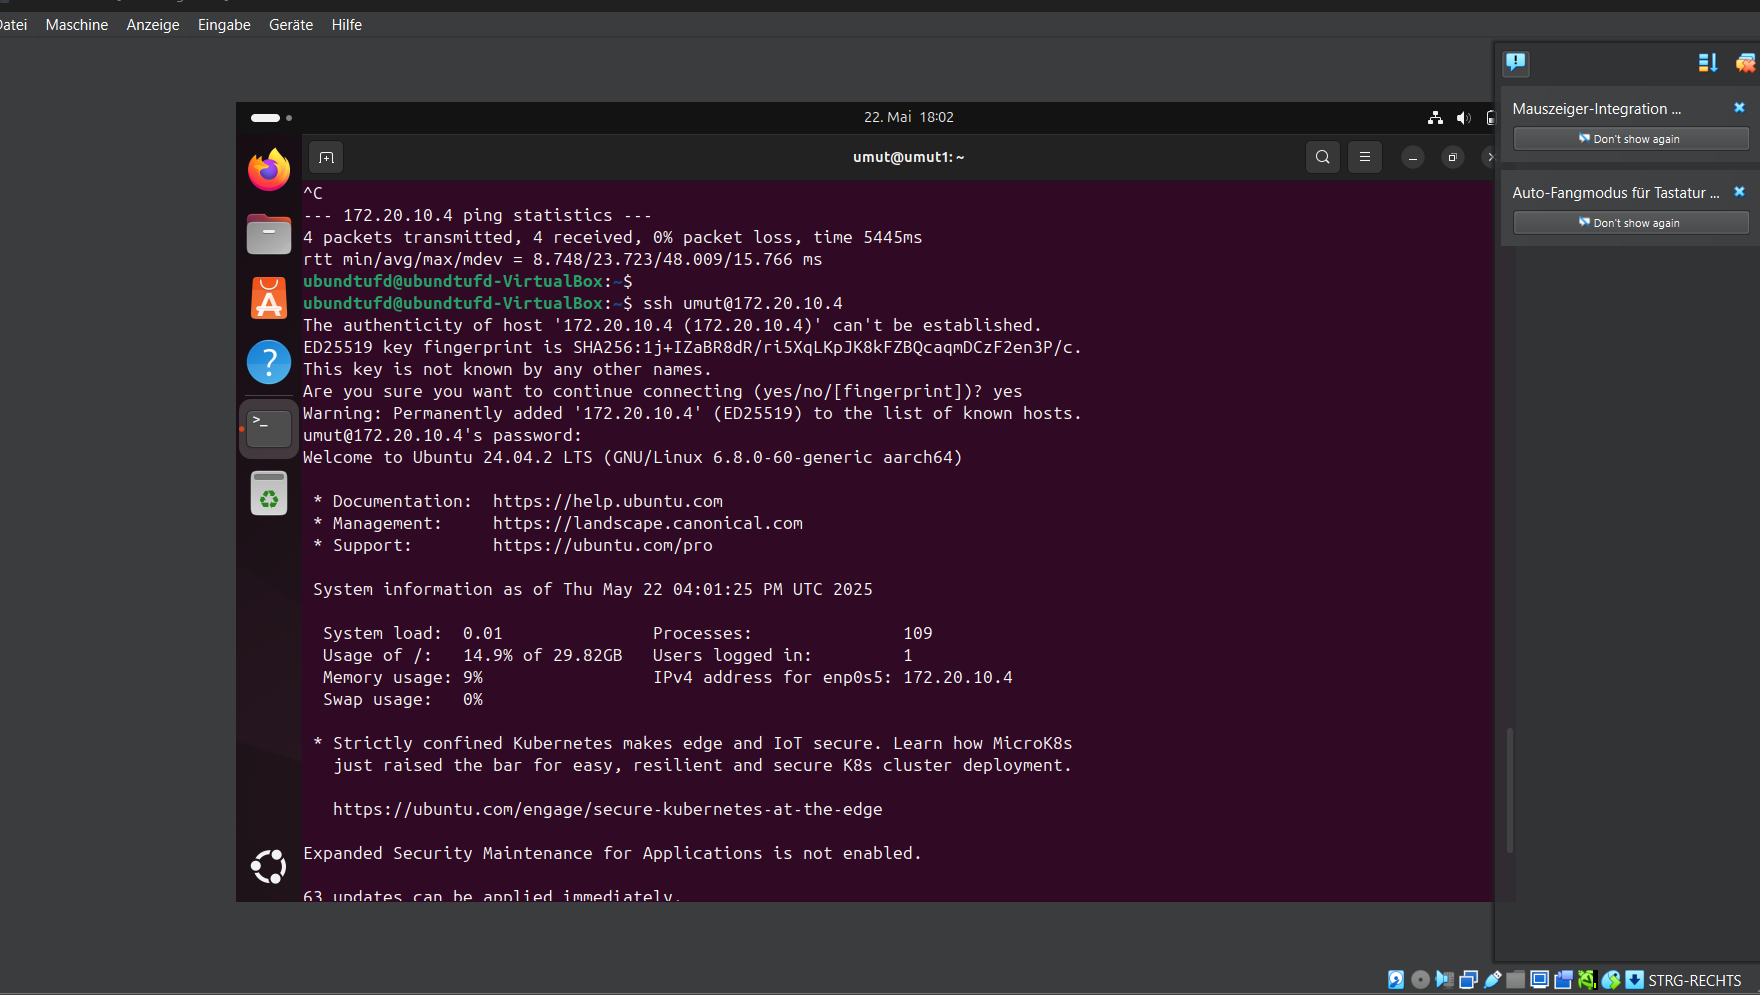 Datei Maschine Anzeige Eingabe Geräte Hilfe
22. Mai 18:02
umut@umut1: ~
^C
--- 172.20.10.4 ping statistics ---
4 packets transmitted, 4 received, 0% packet loss, time 5445ms
rtt min/avg/max/mdev = 8.748/23.723/48.009/15.766 ms
ubundtufd@ubundtufd-VirtualBox:~$
ubundtufd@ubundtufd-VirtualBox:~$ ssh umut@172.20.10.4
The authenticity of host '172.20.10.4 (172.20.10.4)' can't be established.
ED25519 key fingerprint is SHA256:1j+IZaBR8dR/ri5XqLKpJK8kFZBQcaqmDCzF2en3P/c.
This key is not known by any other names.
Are you sure you want to continue connecting (yes/no/[fingerprint])? yes
Warning: Permanently added '172.20.10.4' (ED25519) to the list of known hosts.
umut@172.20.10.4's password:
Welcome to Ubuntu 24.04.2 LTS (GNU/Linux 6.8.0-60-generic aarch64)
* Documentation: https://help.ubuntu.com
* Management: https://landscape.canonical.com
* Support: https://ubuntu.com/pro
System information as of Thu May 22 04:01:25 PM UTC 2025
System load: 0.01 Processes: 109
Usage of /: 14.9% of 29.82GB Users logged in: 1
Memory usage: 9% IPv4 address for enp0s5: 172.20.10.4
Swap usage: 0%
* Strictly confined Kubernetes makes edge and IoT secure. Learn how MicroK8s
just raised the bar for easy, resilient and secure K8s cluster deployment.
https://ubuntu.com/engage/secure-kubernetes-at-the-edge
Expanded Security Maintenance for Applications is not enabled.
63 updates can be applied immediately.
Mauszeiger-Integration ...
Don't show again
Auto-Fangmodus für Tastatur ...
Don't show again
STRG-RECHTS